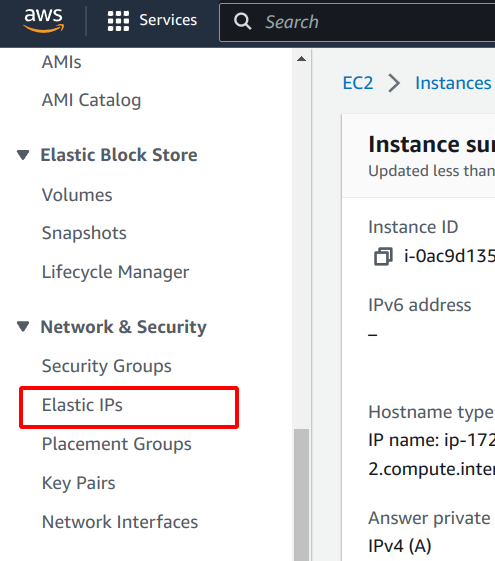 aws
Services
Search
AMIs
AMI Catalog
Elastic Block Store
Volumes
Snapshots
Lifecycle Manager
Network & Security
Security Groups
Elastic IPs
Placement Groups
Key Pairs
Network Interfaces
EC2 > Instances
Instance sur
Updated less than
Instance ID
i-0ac9d135
IPv6 address
–
Hostname type
IP name: ip-172
2.compute.inter
Answer private
IPv4 (A)